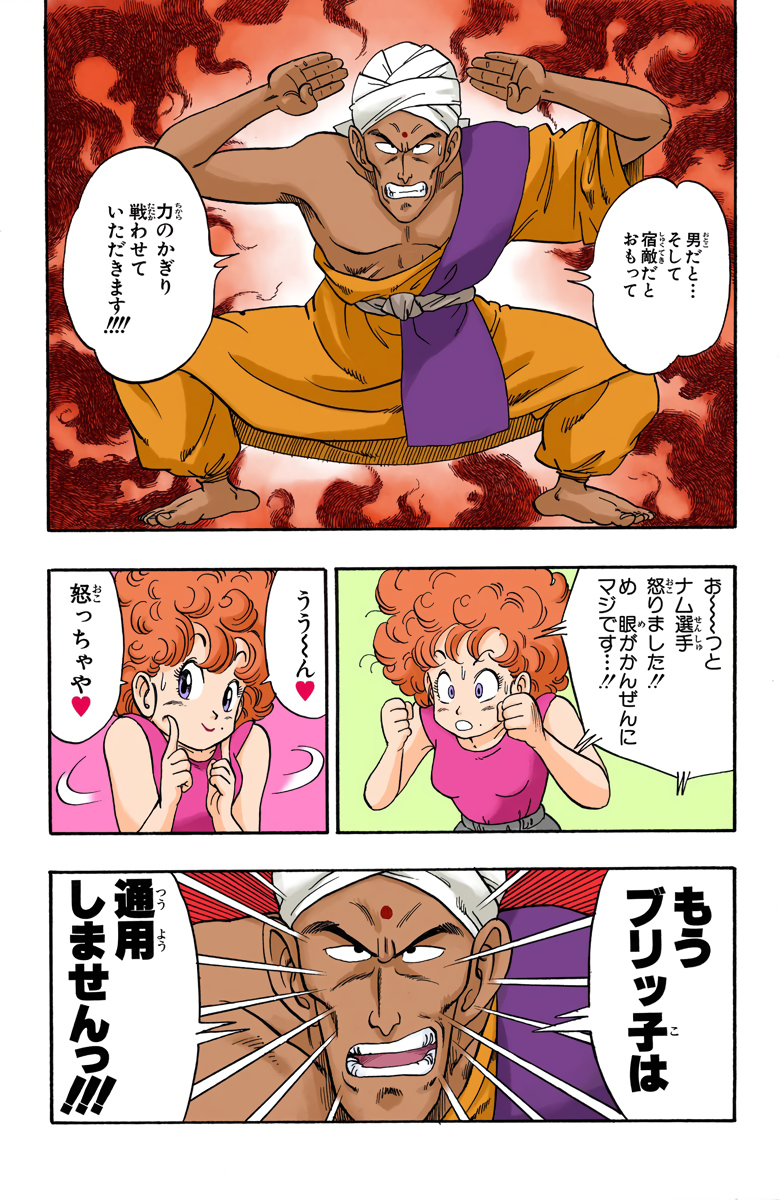 男だと…
そして
宿敵だと
おもって
力のかぎり
戦わせて
いただきます!!!!
お〜〜っと
ナム選手
怒りました!!
め 眼がかんぜんに
マジです…!!
うう〜ん♥
怒っちゃや♥
もう
ブリッ子は
通用
しませんっ!!!